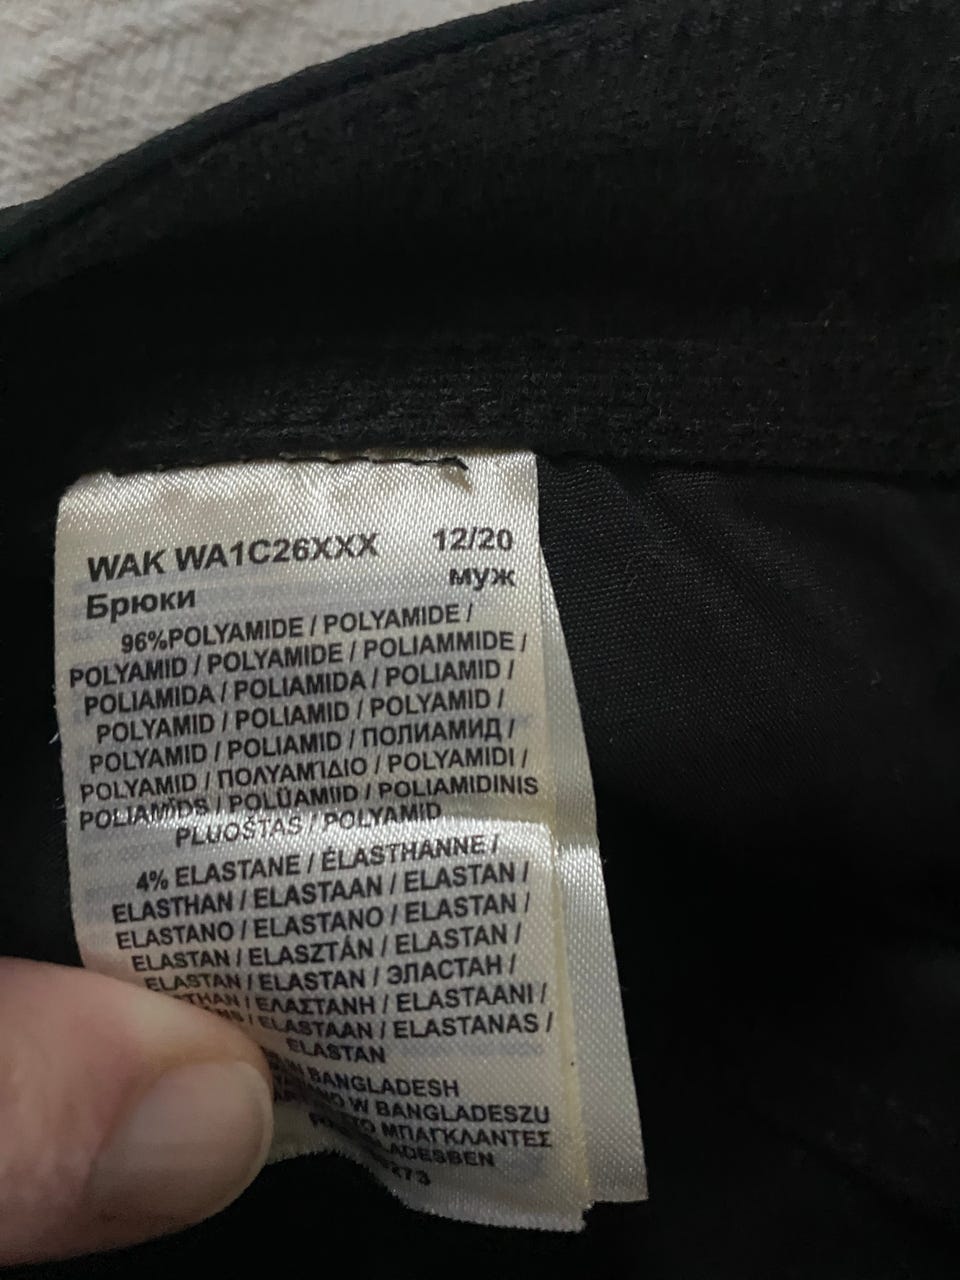 WAK WA1C26XXX 12/20
Брюки муж
96%POLYAMIDE / POLYAMIDE /
POLYAMID / POLYAMIDE / POLIAMMIDE /
POLIAMIDA / POLIAMIDA / POLIAMID /
POLYAMID / POLIAMID / POLYAMID /
POLYAMID / POLIAMID / ПОЛИАМИД /
POLYAMID / ΠΟΛΥΑΜΊΔΙΟ / POLYAMIDI /
POLIAMĪDS / POLÜAMIID / POLIAMIDINIS
PLUOŠTAS / POLYAMID
4% ELASTANE / ÉLASTHANNE /
ELASTHAN / ELASTAAN / ELASTAN /
ELASTANO / ELASTANO / ELASTAN /
ELASTAN / ELASZTÁN / ELASTAN /
ELASTAN / ELASTAN / ЭЛАСТАН /
/ ΕΛΑΣΤΑΝΗ / ELASTAANI /
/ ELASTAAN / ELASTANAS /
ELASTAN
BANGLADESH
W BANGLADESZU
ΜΠΑΓΚΛΑΝΤΕΣ